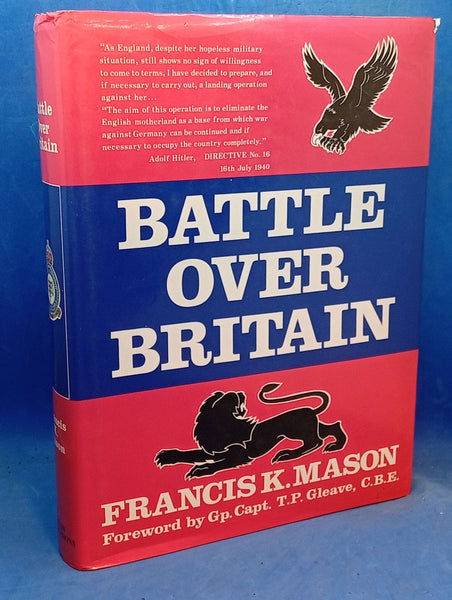 "As England, despite her hopeless military
situation, still shows no sign of willingness
to come to terms, I have decided to prepare, and
if necessary to carry out, a landing operation
against her...
"The aim of this operation is to eliminate the
English motherland as a base from which war
against Germany can be continued and if
necessary to occupy the country completely."
Adolf Hitler, DIRECTIVE No. 16
16th July 1940
BATTLE
OVER
BRITAIN
FRANCIS K. MASON
Foreword by Gp. Capt. T.P. Gleave, C.B.E.